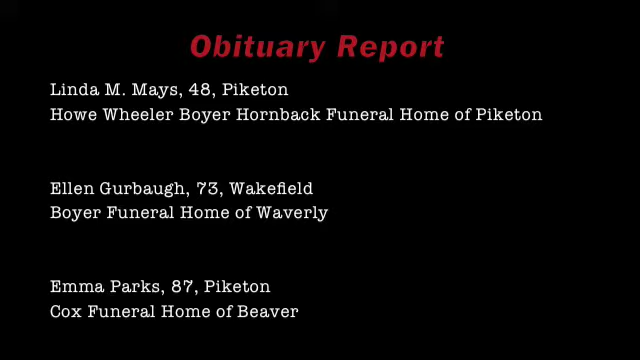 Obituary Report
Linda M. Mays, 48, Piketon
Howe Wheeler Boyer Hornback Funeral Home of Piketon
Ellen Gurbaugh, 73, Wakefield
Boyer Funeral Home of Waverly
Emma Parks, 87, Piketon
Cox Funeral Home of Beaver